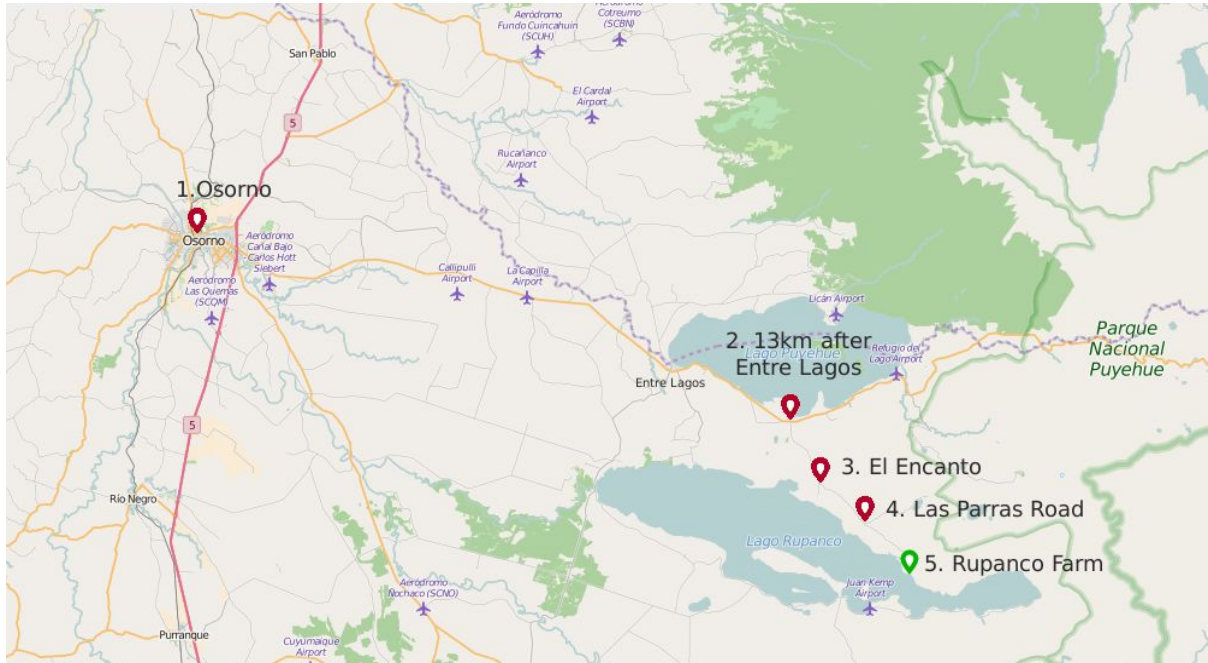 Aeródromo
Fundo Cuincahuin
(SCUH)
Aeródromo
Cotreumo
(SCBN)
San Pablo
5
El Cardal
Airport
Rucañanco
Airport
1.Osorno
Osorno
Aeródromo
Cañal Bajo
Carlos Hott
Siebert
Aeródromo
Las Quemas
(SCQM)
Callipulli
Airport
La Capilla
Airport
Licán Airport
2. 13km after
Entre Lagos
Lago Puyehue
Refugio del
Lago Airport
Parque
Nacional
Puyehue
Entre Lagos
5
3. El Encanto
Río Negro
4. Las Parras Road
Lago Rupanco
5. Rupanco Farm
Juan Kemp
Airport
Aeródromo
Ñochaco (SCNO)
Purranque
Cuyumaique
Airport